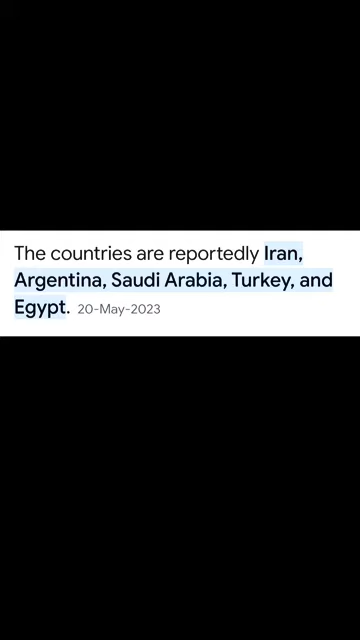 The countries are reportedly Iran,
Argentina, Saudi Arabia, Turkey, and
Egypt. 20-May-2023